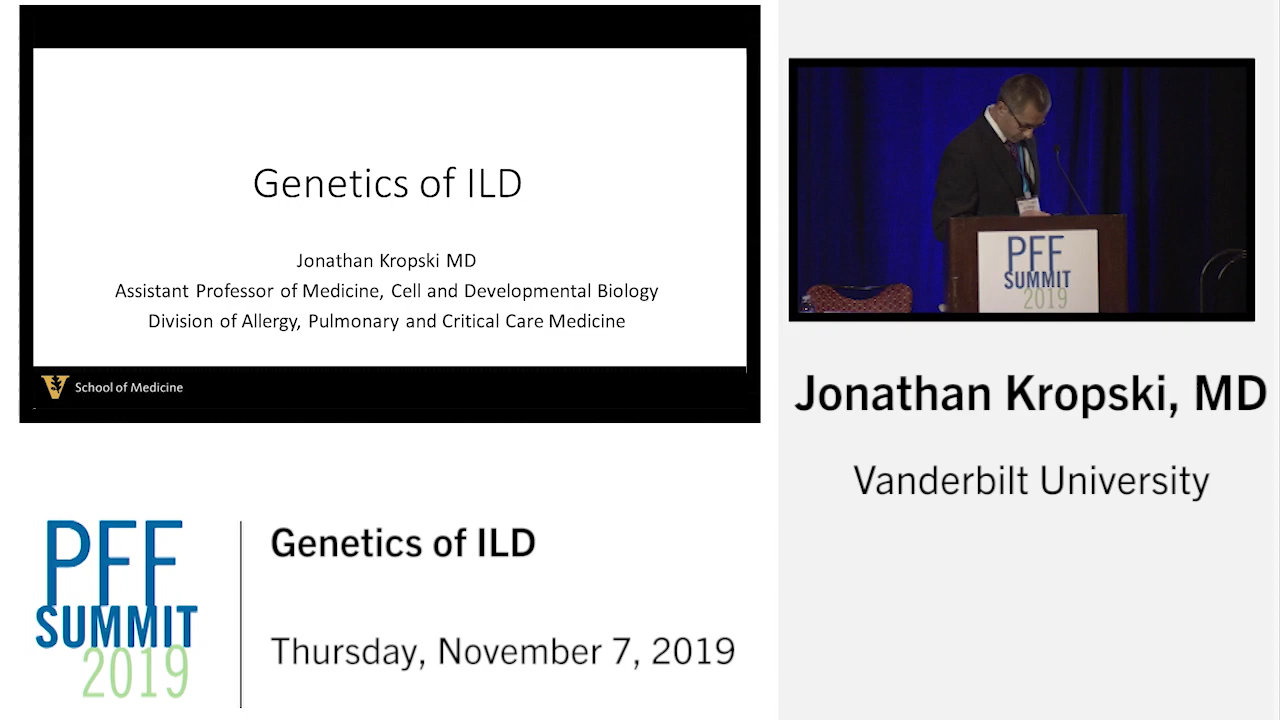 Genetics of ILD
Jonathan Kropski MD
Assistant Professor of Medicine, Cell and Developmental Biology
Division of Allergy, Pulmonary and Critical Care Medicine
School of Medicine
PFF
SUMMIT
2019
Jonathan Kropski, MD
Vanderbilt University
PFF
SUMMIT
2019
Genetics of ILD
Thursday, November 7, 2019